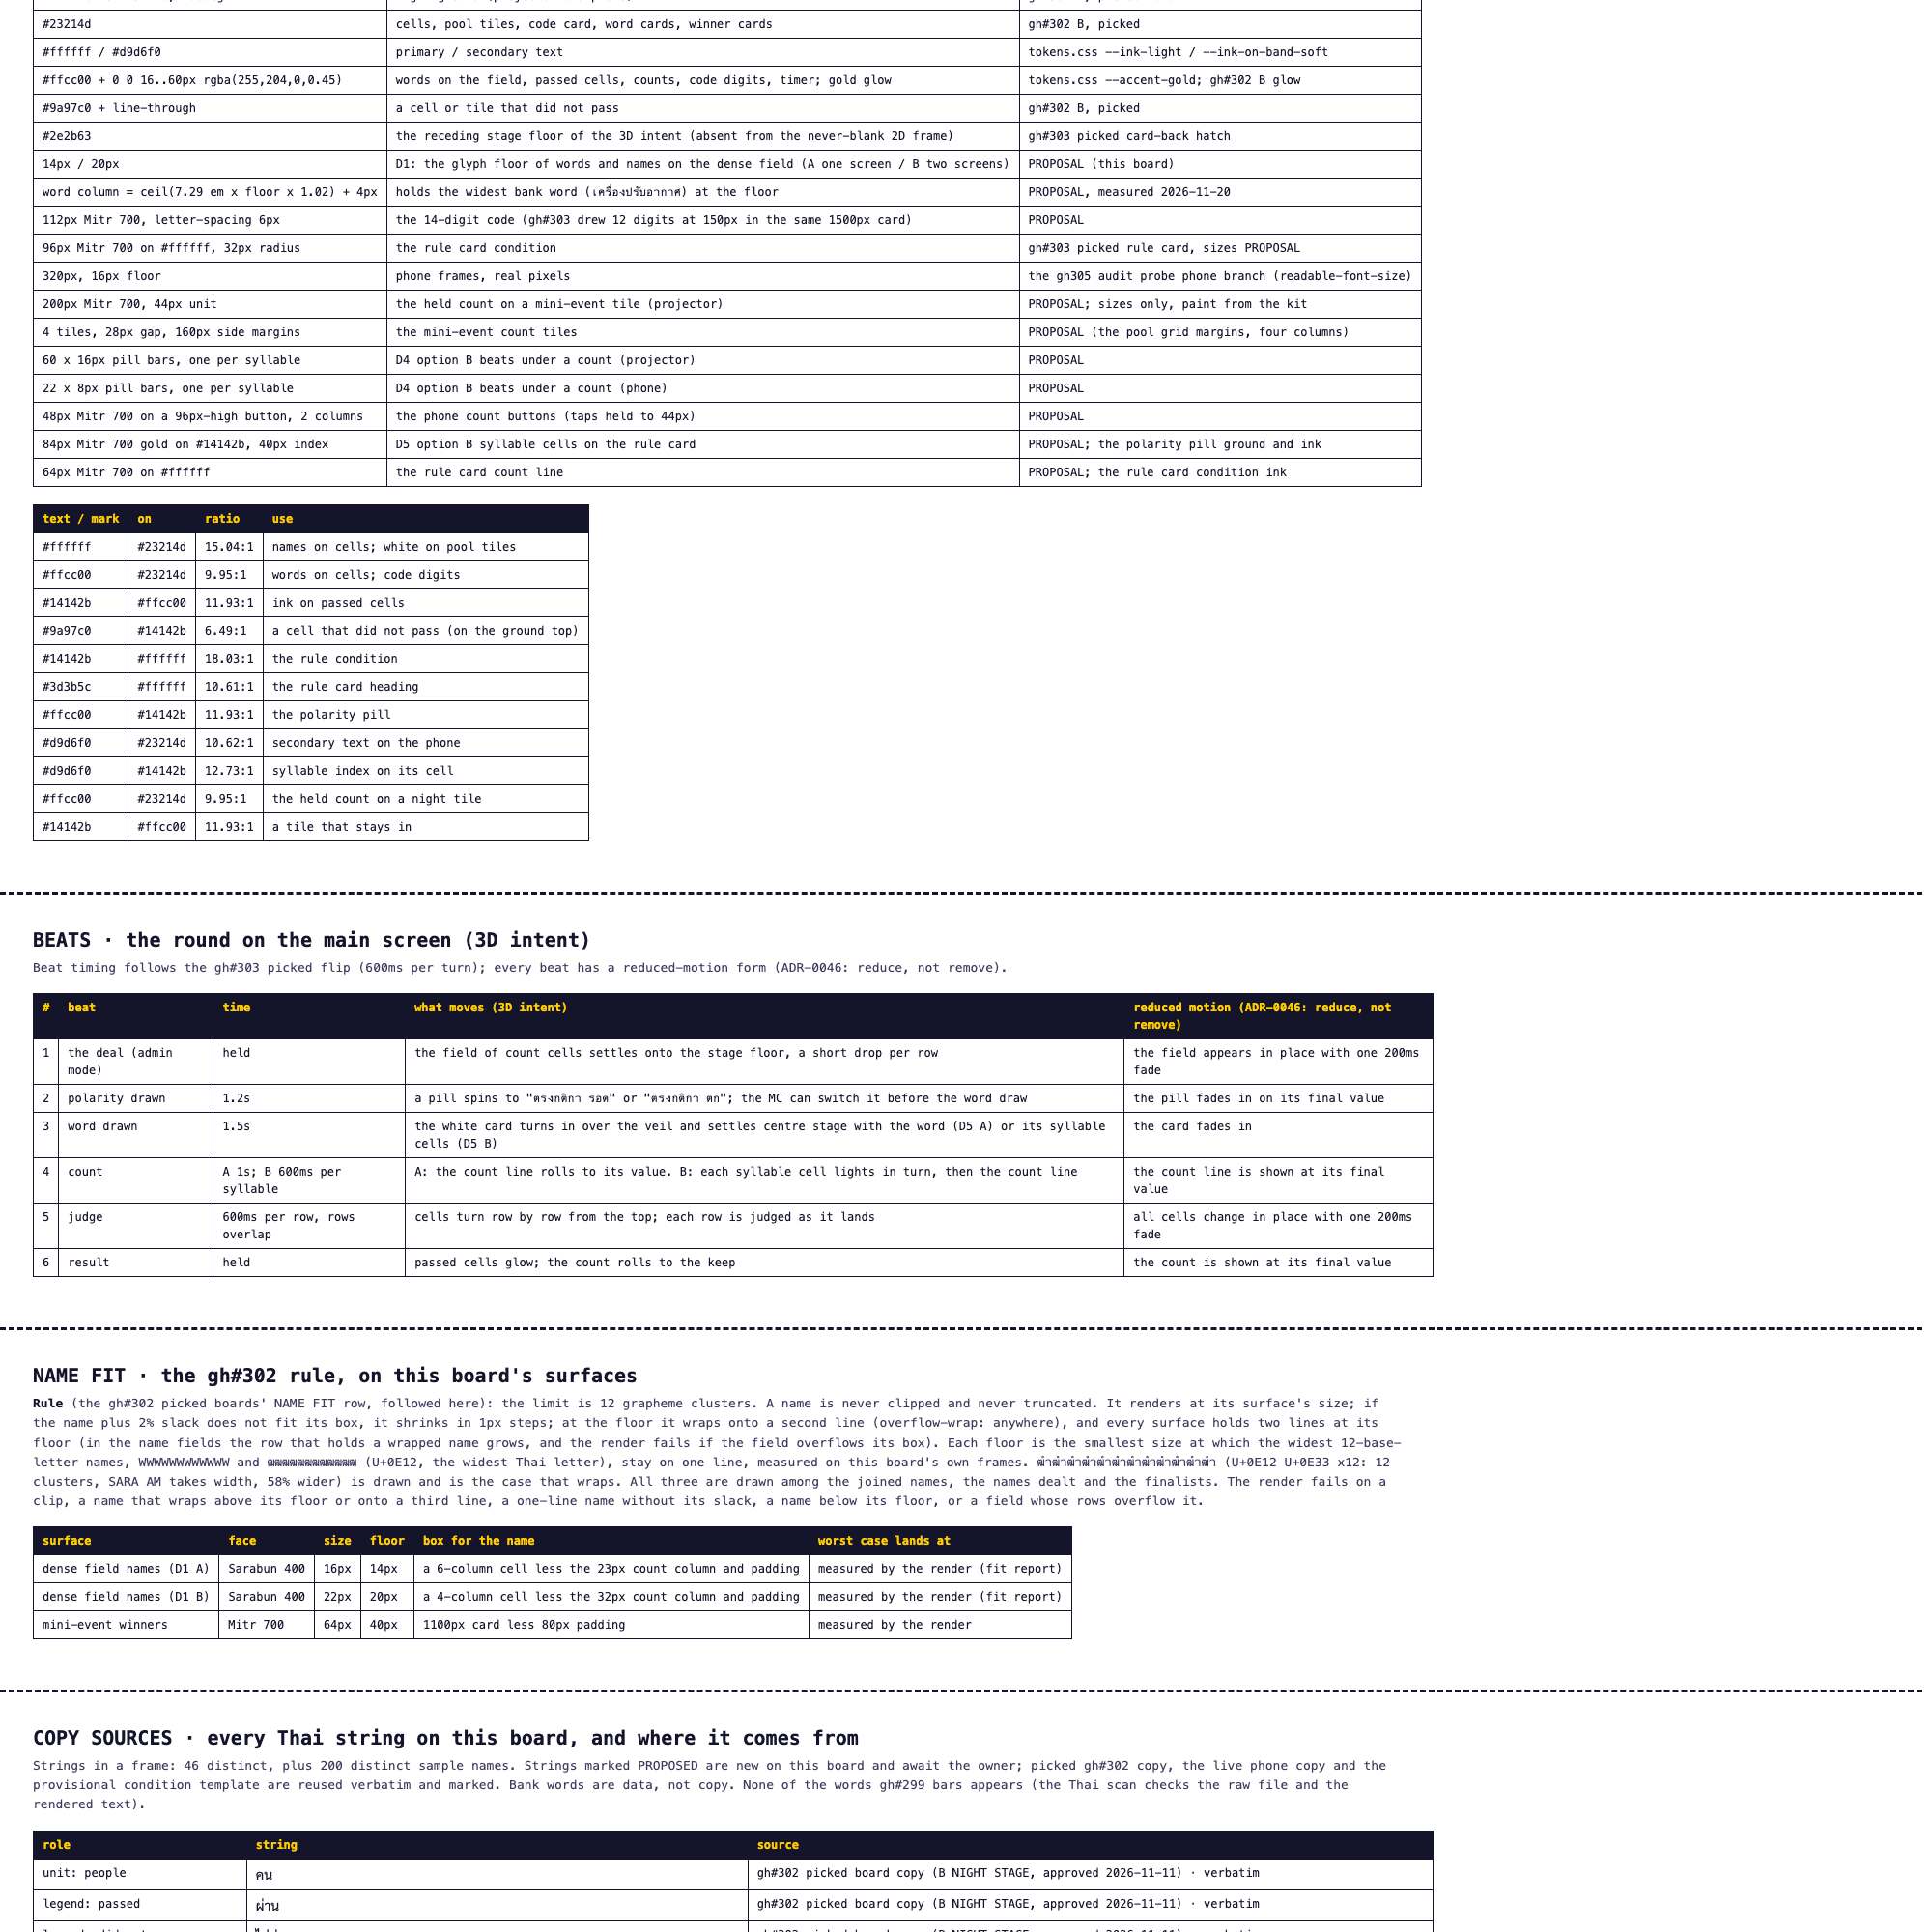 #23214d cells, pool tiles, code card, word cards, winner cards gh#302 B, picked
#ffffff / #d9d6f0 primary / secondary text tokens.css --ink-light / --ink-on-band-soft
#ffcc00 + 0 0 16..60px rgba(255,204,0,0.45) words on the field, passed cells, counts, code digits, timer; gold glow tokens.css --accent-gold; gh#302 B glow
#9a97c0 + line-through a cell or tile that did not pass gh#302 B, picked
#2e2b63 the receding stage floor of the 3D intent (absent from the never-blank 2D frame) gh#303 picked card-back hatch
14px / 20px D1: the glyph floor of words and names on the dense field (A one screen / B two screens) PROPOSAL (this board)
word column = ceil(7.29 em x floor x 1.02) + 4px holds the widest bank word (เครื่องปรับอากาศ) at the floor PROPOSAL, measured 2026-11-20
112px Mitr 700, letter-spacing 6px the 14-digit code (gh#303 drew 12 digits at 150px in the same 1500px card) PROPOSAL
96px Mitr 700 on #ffffff, 32px radius the rule card condition gh#303 picked rule card, sizes PROPOSAL
320px, 16px floor phone frames, real pixels the gh305 audit probe phone branch (readable-font-size)
200px Mitr 700, 44px unit the held count on a mini-event tile (projector) PROPOSAL; sizes only, paint from the kit
4 tiles, 28px gap, 160px side margins the mini-event count tiles PROPOSAL (the pool grid margins, four columns)
60 x 16px pill bars, one per syllable D4 option B beats under a count (projector) PROPOSAL
22 x 8px pill bars, one per syllable D4 option B beats under a count (phone) PROPOSAL
48px Mitr 700 on a 96px-high button, 2 columns the phone count buttons (taps held to 44px) PROPOSAL
84px Mitr 700 gold on #14142b, 40px index D5 option B syllable cells on the rule card PROPOSAL; the polarity pill ground and ink
64px Mitr 700 on #ffffff the rule card count line PROPOSAL; the rule card condition ink
text / mark on ratio use
#ffffff #23214d 15.04:1 names on cells; white on pool tiles
#ffcc00 #23214d 9.95:1 words on cells; code digits
#14142b #ffcc00 11.93:1 ink on passed cells
#9a97c0 #14142b 6.49:1 a cell that did not pass (on the ground top)
#14142b #ffffff 18.03:1 the rule condition
#3d3b5c #ffffff 10.61:1 the rule card heading
#ffcc00 #14142b 11.93:1 the polarity pill
#d9d6f0 #23214d 10.62:1 secondary text on the phone
#d9d6f0 #14142b 12.73:1 syllable index on its cell
#ffcc00 #23214d 9.95:1 the held count on a night tile
#14142b #ffcc00 11.93:1 a tile that stays in
BEATS · the round on the main screen (3D intent)
Beat timing follows the gh#303 picked flip (600ms per turn); every beat has a reduced-motion form (ADR-0046: reduce, not remove).
# beat time what moves (3D intent) reduced motion (ADR-0046: reduce, not
remove)
1 the deal (admin held the field of count cells settles onto the stage floor, a short drop per row the field appears in place with one 200ms
mode) fade
2 polarity drawn 1.2s a pill spins to "ตรงกติกา รอด" or "ตรงกติกา ตก"; the MC can switch it before the word draw the pill fades in on its final value
3 word drawn 1.5s the white card turns in over the veil and settles centre stage with the word (D5 A) or its syllable the card fades in
cells (D5 B)
4 count A 1s; B 600ms per A: the count line rolls to its value. B: each syllable cell lights in turn, then the count line the count line is shown at its final
syllable value
5 judge 600ms per row, rows cells turn row by row from the top; each row is judged as it lands all cells change in place with one 200ms
overlap fade
6 result held passed cells glow; the count rolls to the keep the count is shown at its final value
NAME FIT · the gh#302 rule, on this board's surfaces
Rule (the gh#302 picked boards' NAME FIT row, followed here): the limit is 12 grapheme clusters. A name is never clipped and never truncated. It renders at its surface's size; if
the name plus 2% slack does not fit its box, it shrinks in 1px steps; at the floor it wraps onto a second line (overflow-wrap: anywhere), and every surface holds two lines at its
floor (in the name fields the row that holds a wrapped name grows, and the render fails if the field overflows its box). Each floor is the smallest size at which the widest 12-base-
letter names, WWWWWWWWWWWW and ฒฒฒฒฒฒฒฒฒฒฒฒ (U+0E12, the widest Thai letter), stay on one line, measured on this board's own frames. ฒำฒำฒำฒำฒำฒำฒำฒำฒำฒำฒำฒำ (U+0E12 U+0E33 x12: 12
clusters, SARA AM takes width, 58% wider) is drawn and is the case that wraps. All three are drawn among the joined names, the names dealt and the finalists. The render fails on a
clip, a name that wraps above its floor or onto a third line, a one-line name without its slack, a name below its floor, or a field whose rows overflow it.
surface face size floor box for the name worst case lands at
dense field names (D1 A) Sarabun 400 16px 14px a 6-column cell less the 23px count column and padding measured by the render (fit report)
dense field names (D1 B) Sarabun 400 22px 20px a 4-column cell less the 32px count column and padding measured by the render (fit report)
mini-event winners Mitr 700 64px 40px 1100px card less 80px padding measured by the render
COPY SOURCES · every Thai string on this board, and where it comes from
Strings in a frame: 46 distinct, plus 200 distinct sample names. Strings marked PROPOSED are new on this board and await the owner; picked gh#302 copy, the live phone copy and the
provisional condition template are reused verbatim and marked. Bank words are data, not copy. None of the words gh#299 bars appears (the Thai scan checks the raw file and the
rendered text).
role string source
unit: people คน gh#302 picked board copy (B NIGHT STAGE, approved 2026-11-11) · verbatim
legend: passed ผ่าน gh#302 picked board copy (B NIGHT STAGE, approved 2026-11-11) · verbatim